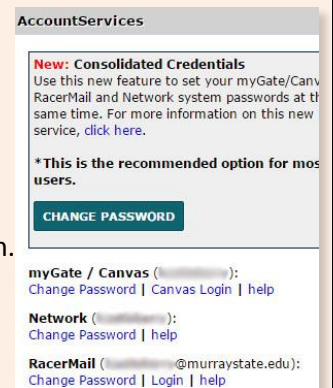 AccountServices
New: Consolidated Credentials
Use this new feature to set your myGate/Canv
RacerMail and Network system passwords at th
same time. For more information on this new
service, click here.
*This is the recommended option for mos
users.
CHANGE PASSWORD
n.
myGate / Canvas ( ):
Change Password | Canvas Login | help
Network ( ):
Change Password | help
RacerMail ( @murraystate.edu):
Change Password | Login | help